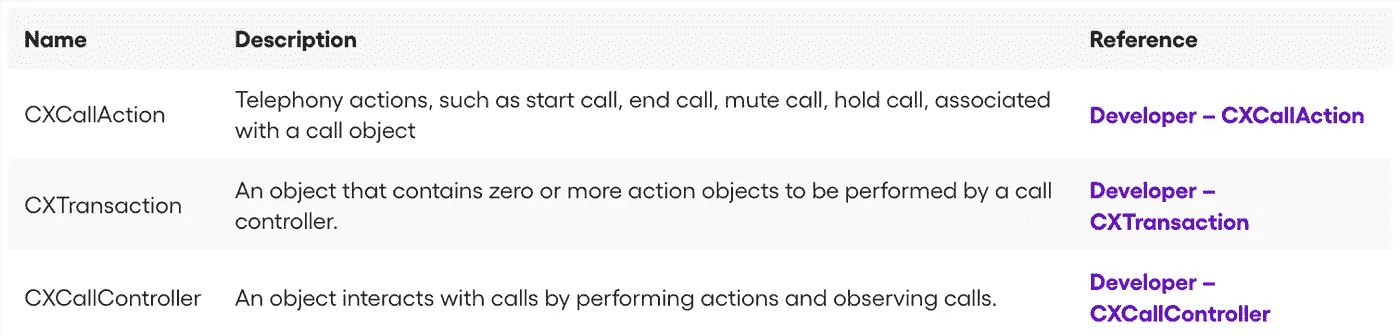 Name Description Reference
CXCallAction
Telephony actions, such as start call, end call, mute call, hold call, associated
with a call object
Developer – CXCallAction
CXTransaction
An object that contains zero or more action objects to be performed by a call
controller.
Developer –
CXTransaction
CXCallController
An object interacts with calls by performing actions and observing calls.
Developer –
CXCallController